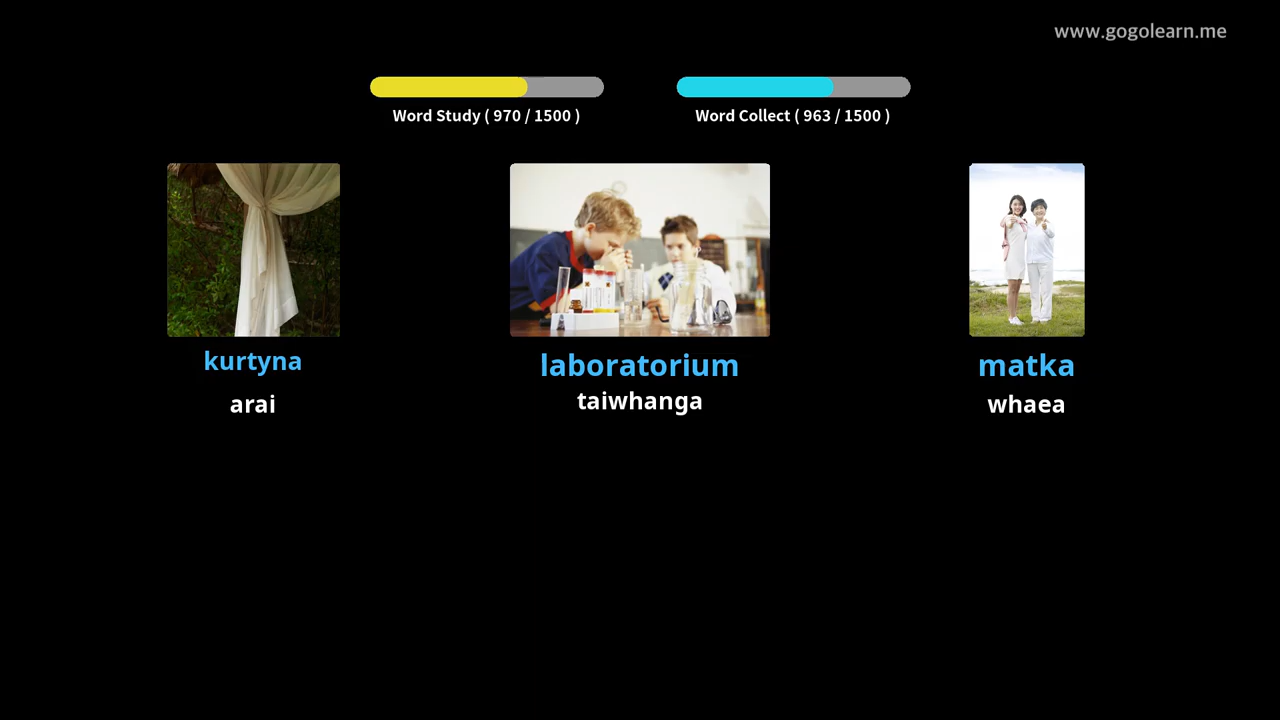 www.gogolearn.me
Word Study ( 970 / 1500 )
Word Collect ( 963 / 1500 )
kurtyna
laboratorium
matka
arai
taiwhanga
whaea